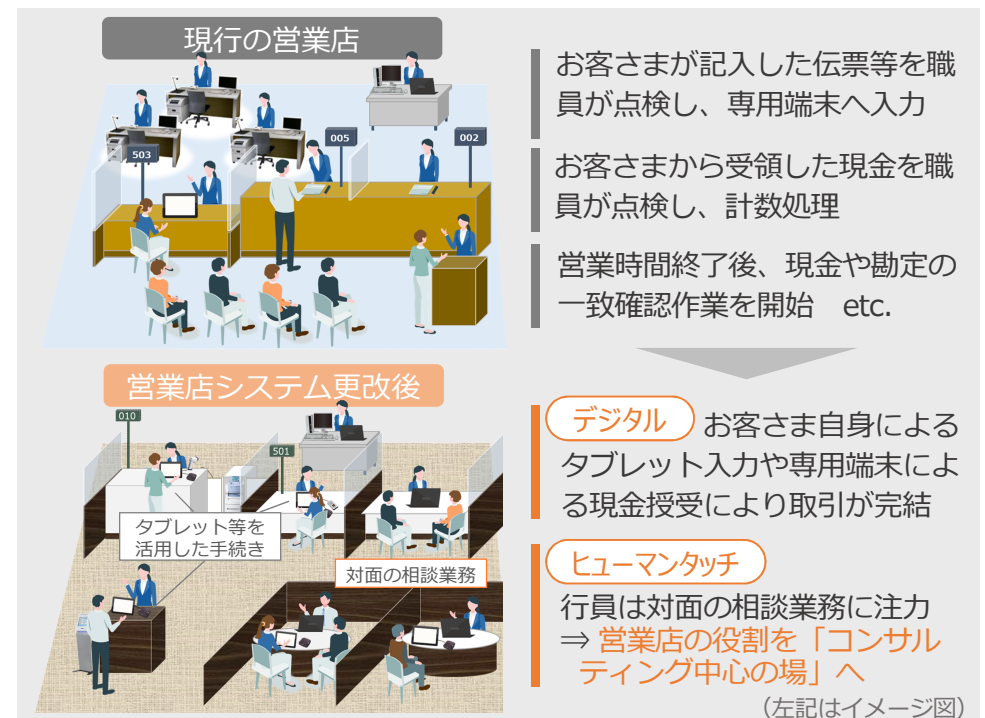 現行の営業店
503
005
002
お客さまが記入した伝票等を職
員が点検し、専用端末へ入力
お客さまから受領した現金を職
員が点検し、計数処理
営業時間終了後、現金や勘定の
一致確認作業を開始　etc.
営業店システム更改後
010
501
タブレット等を
活用した手続き
対面の相談業務
デジタル お客さま自身による
タブレット入力や専用端末によ
る現金授受により取引が完結
ヒューマンタッチ
行員は対面の相談業務に注力
⇒ 営業店の役割を「コンサル
ティング中心の場」へ
（左記はイメージ図）